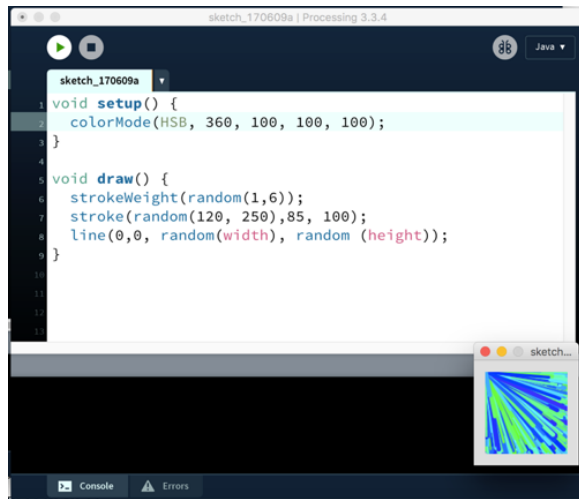 sketch_170609a | Processing 3.3.4
Java ▼
sketch_170609a ▼
1 void setup() {
2 colorMode(HSB, 360, 100, 100, 100);
3 }
4
5 void draw() {
6 strokeWeight(random(1,6));
7 stroke(random(120, 250),85, 100);
8 line(0,0, random(width), random (height));
9 }
10
11
12
13
sketch...
>_ Console
Errors